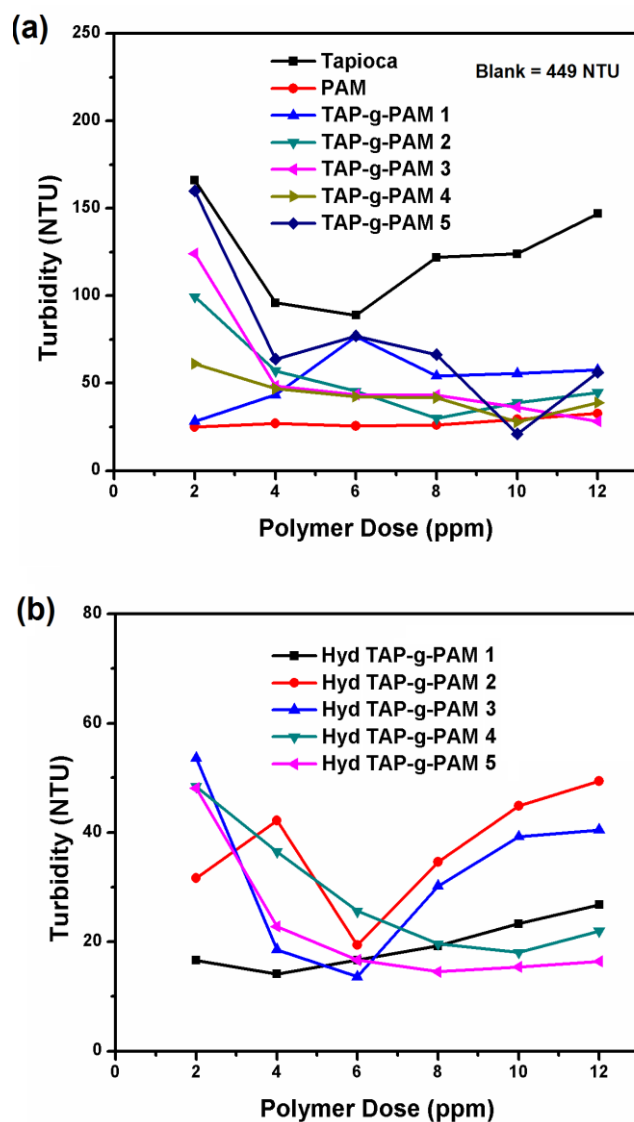 (a)
250
200
150
100
50
0
Turbidity (NTU)
Tapioca
PAM
TAP-g-PAM 1
TAP-g-PAM 2
TAP-g-PAM 3
TAP-g-PAM 4
TAP-g-PAM 5
Blank = 449 NTU
0 2 4 6 8 10 12
Polymer Dose (ppm)
(b)
80
60
40
20
0
Turbidity (NTU)
Hyd TAP-g-PAM 1
Hyd TAP-g-PAM 2
Hyd TAP-g-PAM 3
Hyd TAP-g-PAM 4
Hyd TAP-g-PAM 5
0 2 4 6 8 10 12
Polymer Dose (ppm)